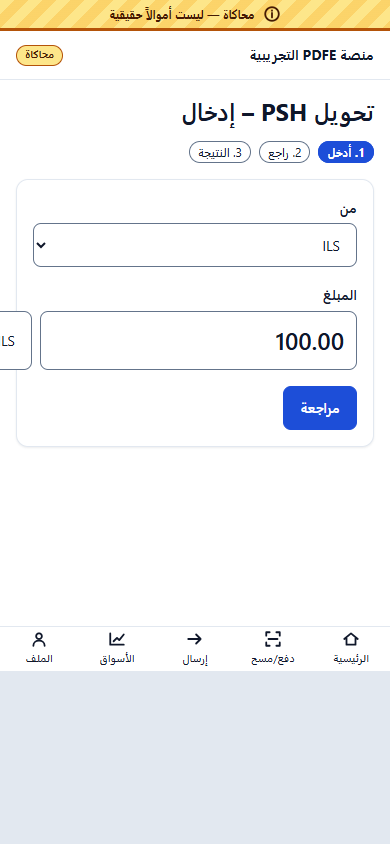 محاكاة — ليست أموالاً حقيقية
منصة PDFE التجريبية
محاكاة
تحويل PSH – إدخال
1. أدخل
2. راجع
3. النتيجة
من
ILS
المبلغ
100.00
LS
مراجعة
الرئيسية
دفع/مسح
إرسال
الأسواق
الملف